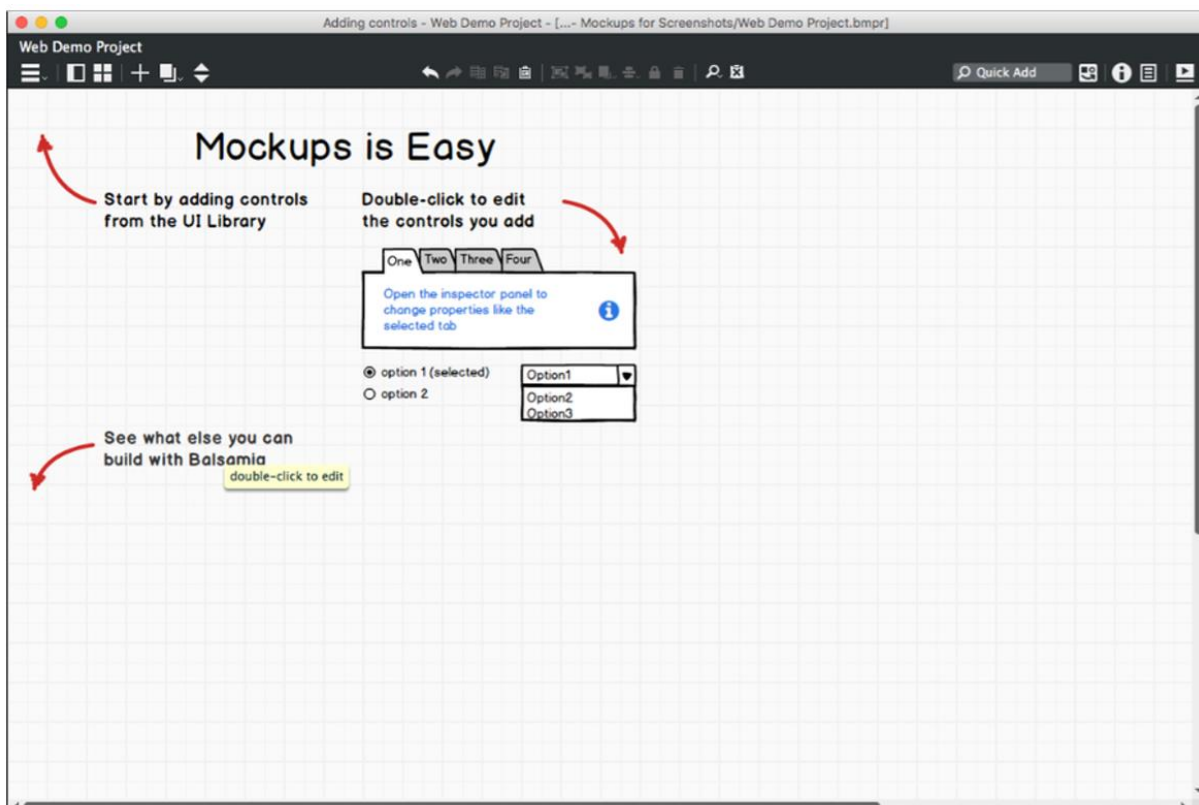 Adding controls - Web Demo Project - [...- Mockups for Screenshots/Web Demo Project.bmpr]
Web Demo Project
Quick Add
Mockups is Easy
Start by adding controls
from the UI Library
Double-click to edit
the controls you add
One Two Three Four
Open the inspector panel to
change properties like the
selected tab
option 1 (selected)
option 2
Option1
Option2
Option3
See what else you can
build with Balsamiq
double-click to edit